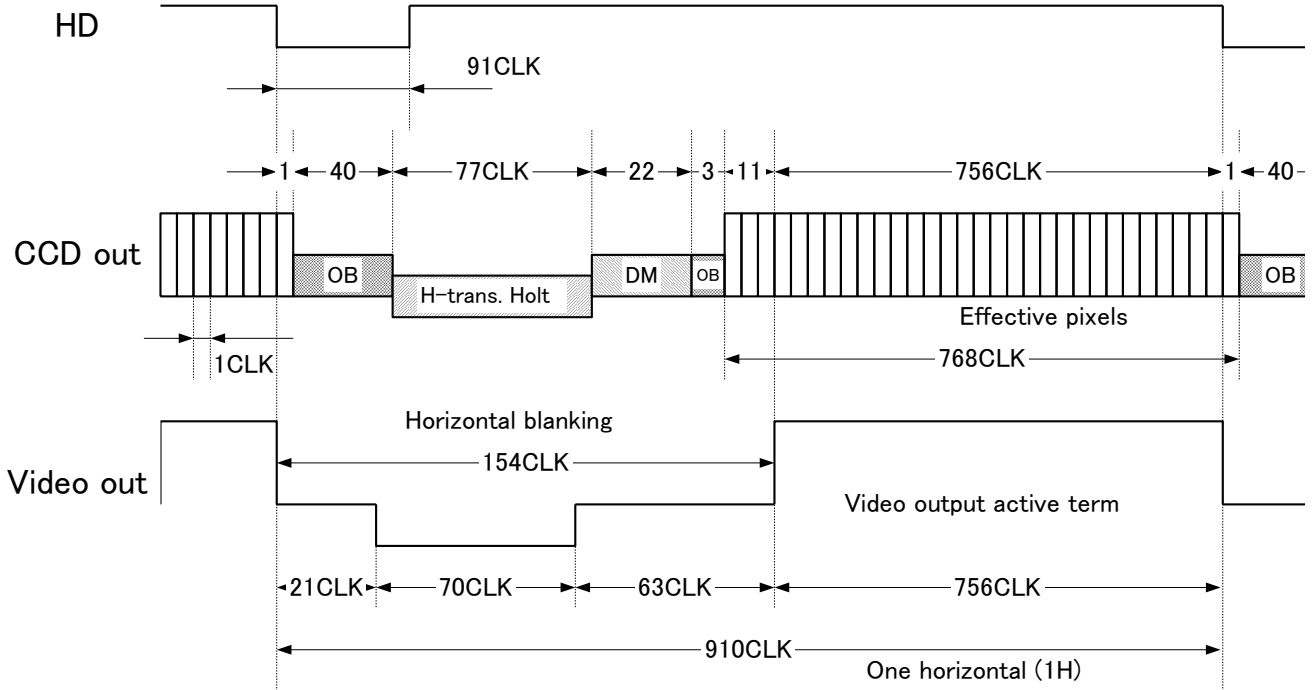 HD
91CLK
1 40 77CLK 22 3 11 756CLK 1 40
CCD out
OB H-trans. Holt DM OB OB
Effective pixels
1CLK 768CLK
Horizontal blanking
154CLK
Video out
Video output active term
21CLK 70CLK 63CLK 756CLK
910CLK
One horizontal (1H)